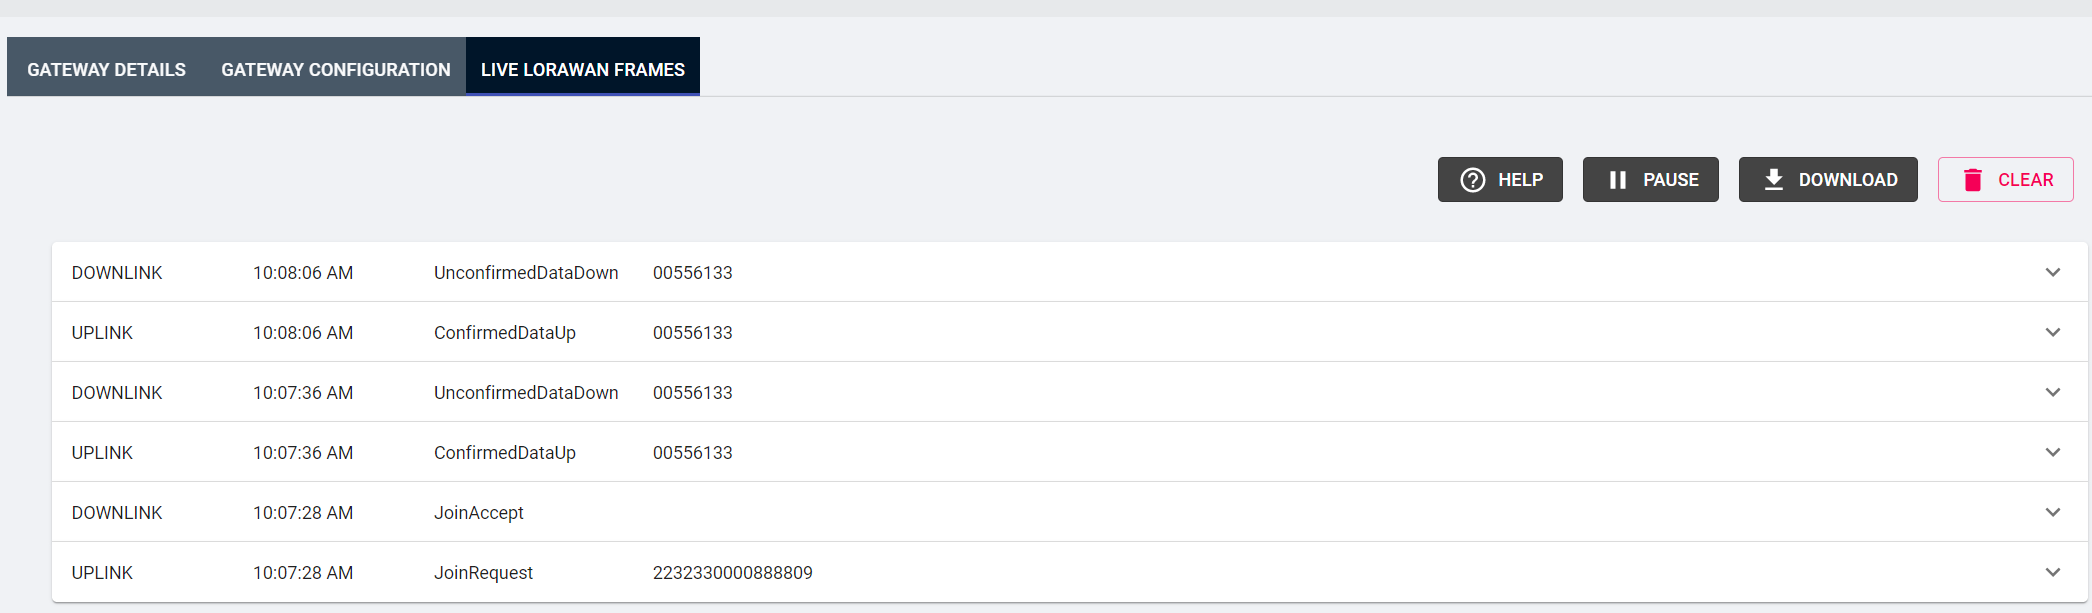 GATEWAY DETAILS GATEWAY CONFIGURATION LIVE LORAWAN FRAMES
HELP PAUSE DOWNLOAD CLEAR
DOWNLINK 10:08:06 AM UnconfirmedDataDown 00556133
UPLINK 10:08:06 AM ConfirmedDataUp 00556133
DOWNLINK 10:07:36 AM UnconfirmedDataDown 00556133
UPLINK 10:07:36 AM ConfirmedDataUp 00556133
DOWNLINK 10:07:28 AM JoinAccept
UPLINK 10:07:28 AM JoinRequest 2232330000888809